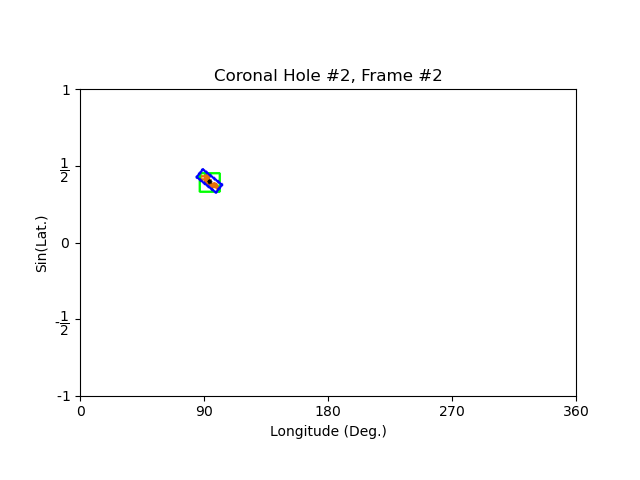 Coronal Hole #2, Frame #2
1
1/2
0
-1/2
-1
Sin(Lat.)
0 90 180 270 360
Longitude (Deg.)